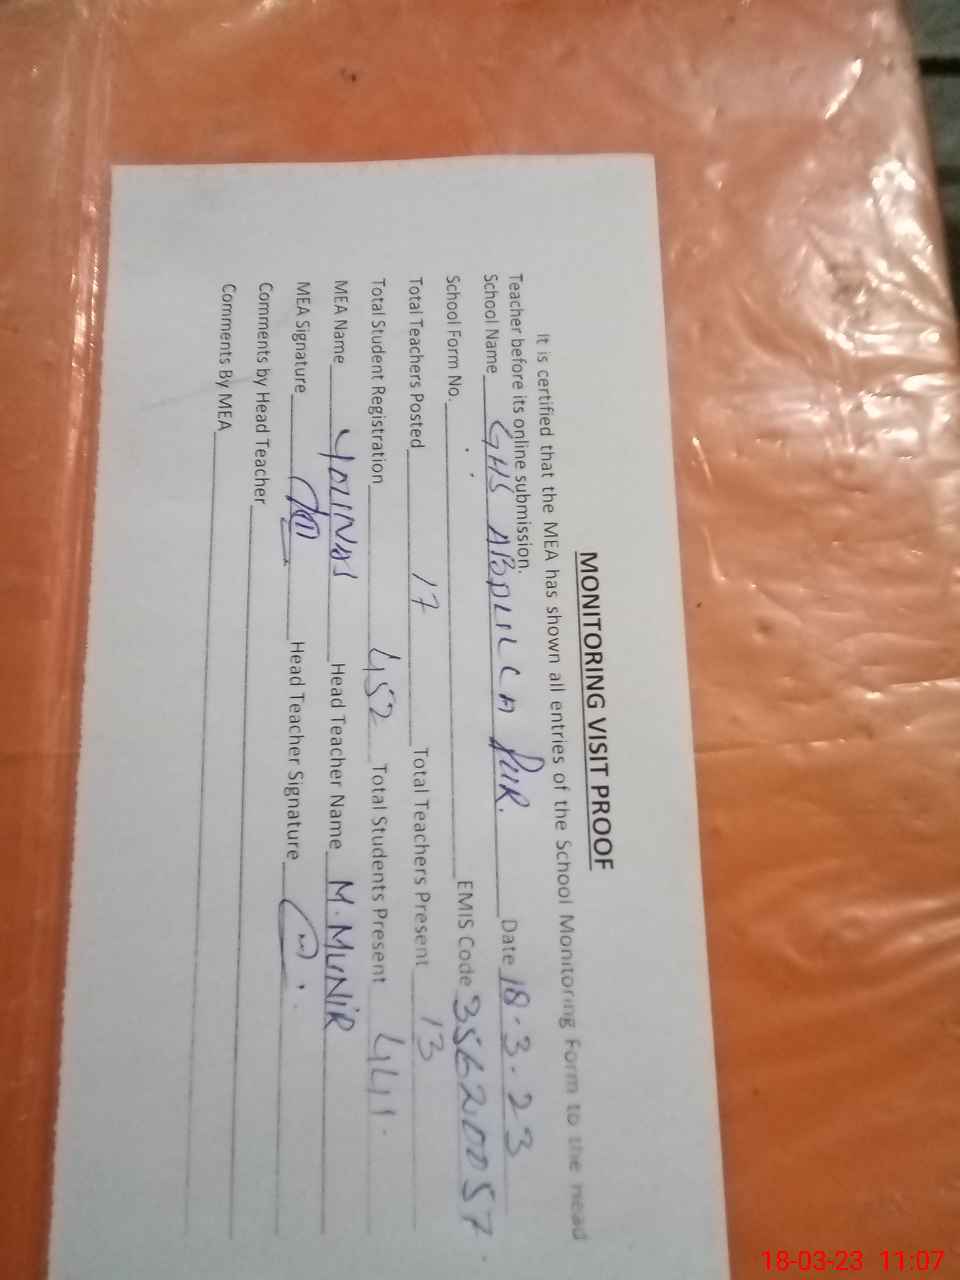 MONITORING VISIT PROOF
It is certified that the MEA has shown all entries of the School Monitoring Form to the Head
Teacher before its online submission.
School Name GHS ABDULLA PUR. Date 18.3.23
School Form No. EMIS Code 35620057
Total Teachers Posted 17 Total Teachers Present 13
Total Student Registration 452 Total Students Present 441
MEA Name YOUNAS Head Teacher Name M. MUNIR
MEA Signature Head Teacher Signature
Comments by Head Teacher
Comments By MEA
18-03-23 11:07